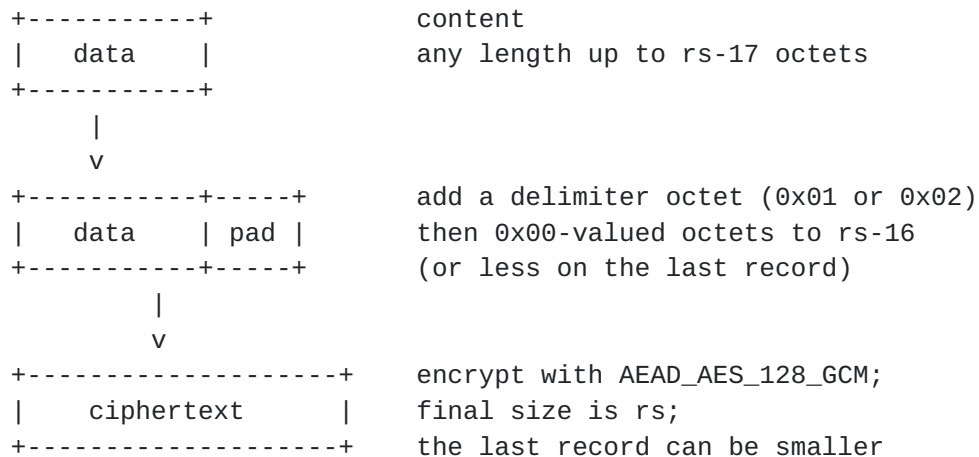 +-----------+ content
| data | any length up to rs-17 octets
+-----------+
|
v
+-----------+-----+ add a delimiter octet (0x01 or 0x02)
| data | pad | then 0x00-valued octets to rs-16
+-----------+-----+ (or less on the last record)
|
v
+--------------------+ encrypt with AEAD_AES_128_GCM;
| ciphertext | final size is rs;
+--------------------+ the last record can be smaller